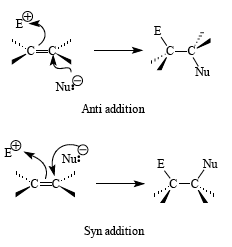 E⊕
E
C=C
C–C
Nu:⊖
Nu
Anti addition
E⊕
Nu:⊖
E
Nu
C=C
C–C
Syn addition